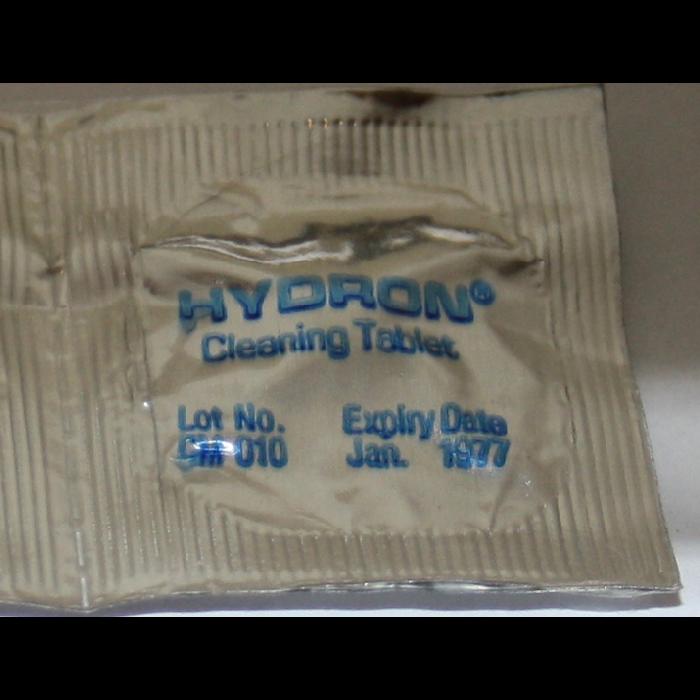 HYDRON®
Cleaning Tablet
Lot No. Expiry Date
010 Jan. 1977